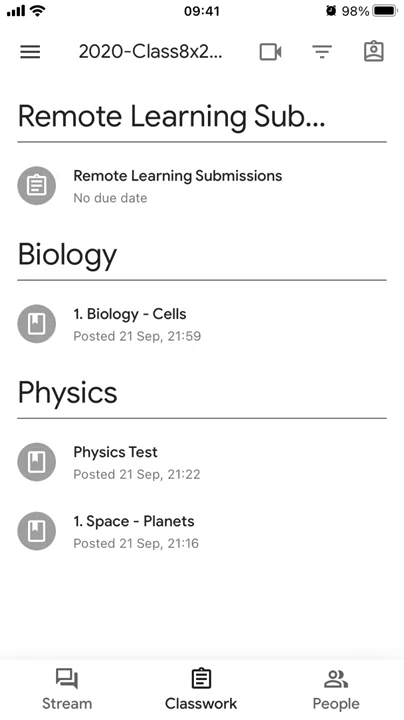 09:41
98%
2020-Class8x2...
Remote Learning Sub...
Remote Learning Submissions
No due date
Biology
1. Biology - Cells
Posted 21 Sep, 21:59
Physics
Physics Test
Posted 21 Sep, 21:22
1. Space - Planets
Posted 21 Sep, 21:16
Stream
Classwork
People